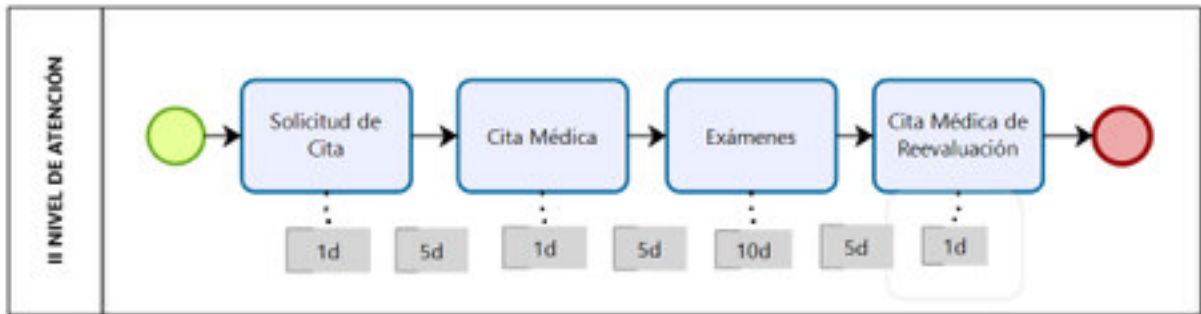 II NIVEL DE ATENCIÓN
Solicitud de
Cita
Cita Médica
Exámenes
Cita Médica de
Reevaluación
1d
5d
1d
5d
10d
5d
1d